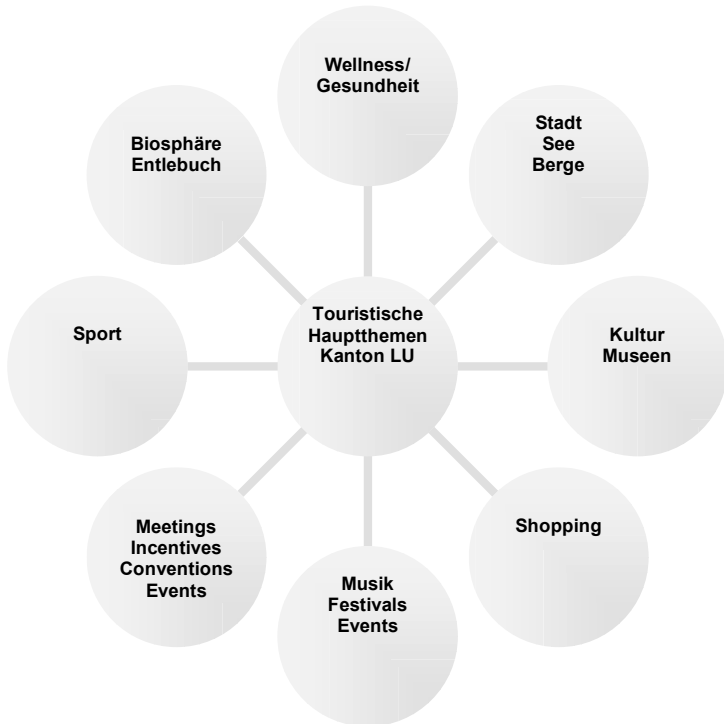 Wellness/
Gesundheit
Stadt
See
Berge
Kultur
Museen
Shopping
Musik
Festivals
Events
Meetings
Incentives
Conventions
Events
Sport
Biosphäre
Entlebuch
Touristische
Hauptthemen
Kanton LU